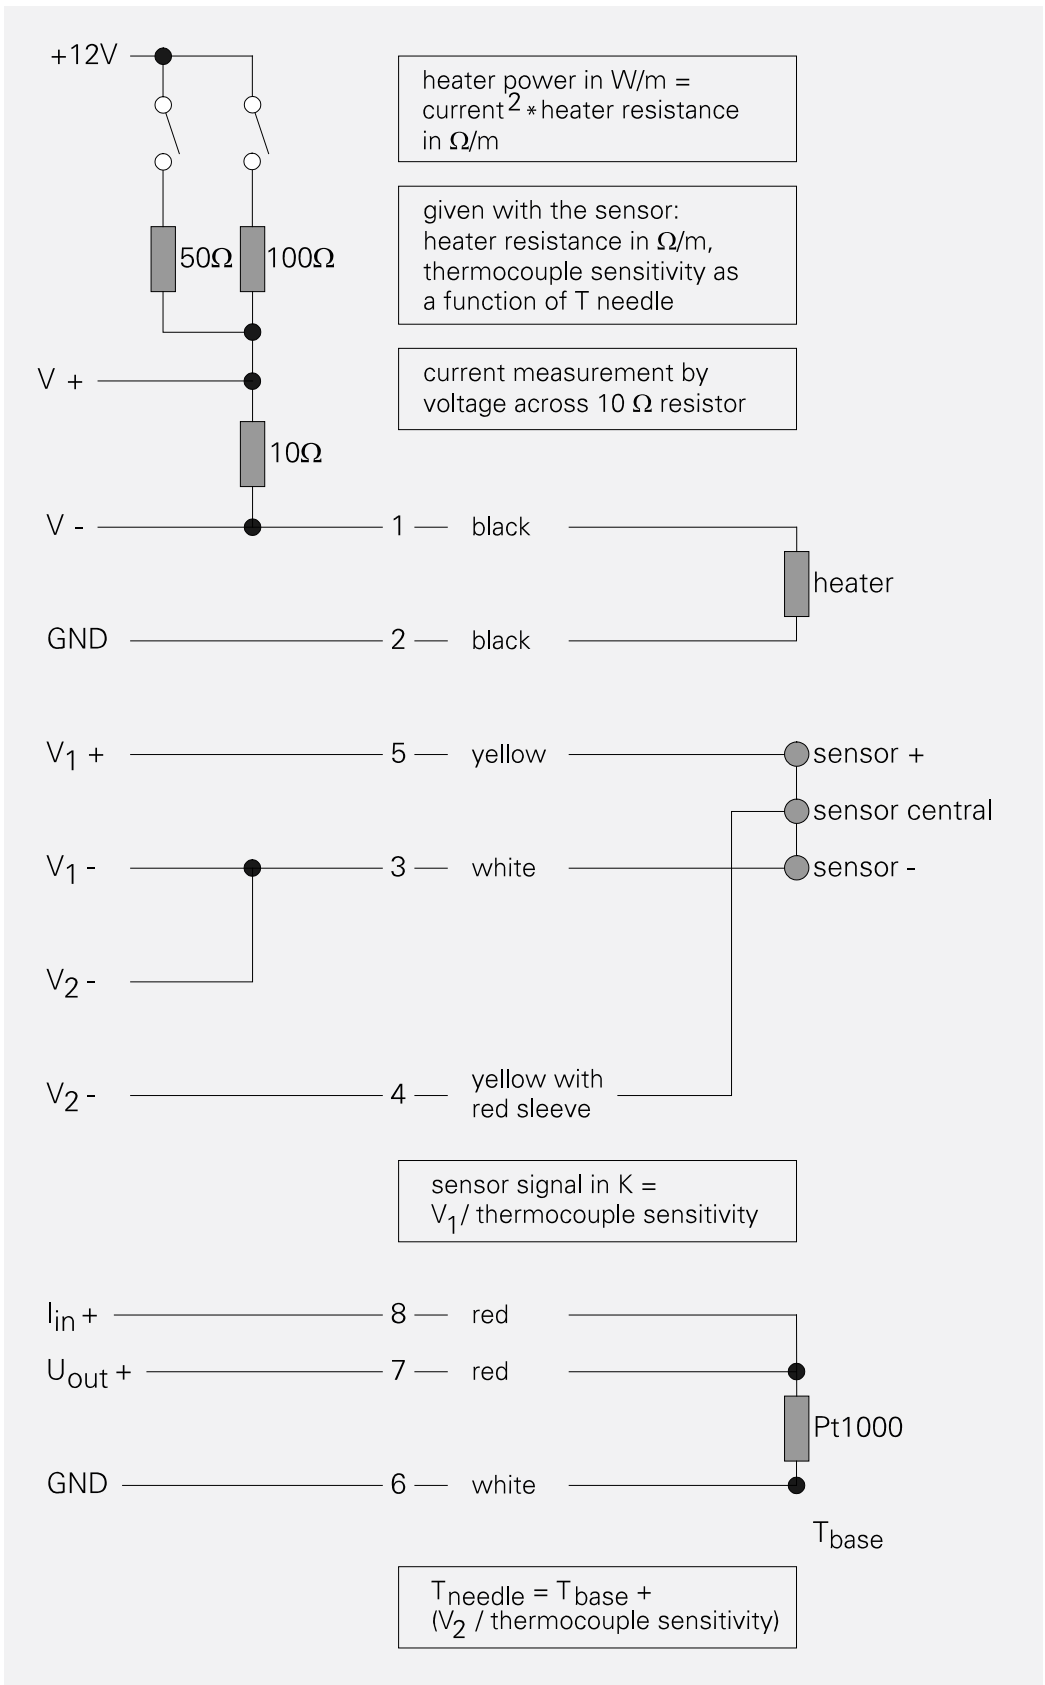 +12V
heater power in W/m =
current² * heater resistance
in Ω/m
given with the sensor:
heater resistance in Ω/m,
thermocouple sensitivity as
a function of T needle
50Ω
100Ω
V +
current measurement by
voltage across 10 Ω resistor
10Ω
V - 1 black
heater
GND 2 black
V₁ + 5 yellow sensor +
sensor central
V₁ - 3 white sensor -
V₂ -
V₂ - 4 yellow with
red sleeve
sensor signal in K =
V₁/ thermocouple sensitivity
Iin + 8 red
Uout + 7 red
Pt1000
GND 6 white
Tbase
Tneedle = Tbase +
(V₂ / thermocouple sensitivity)